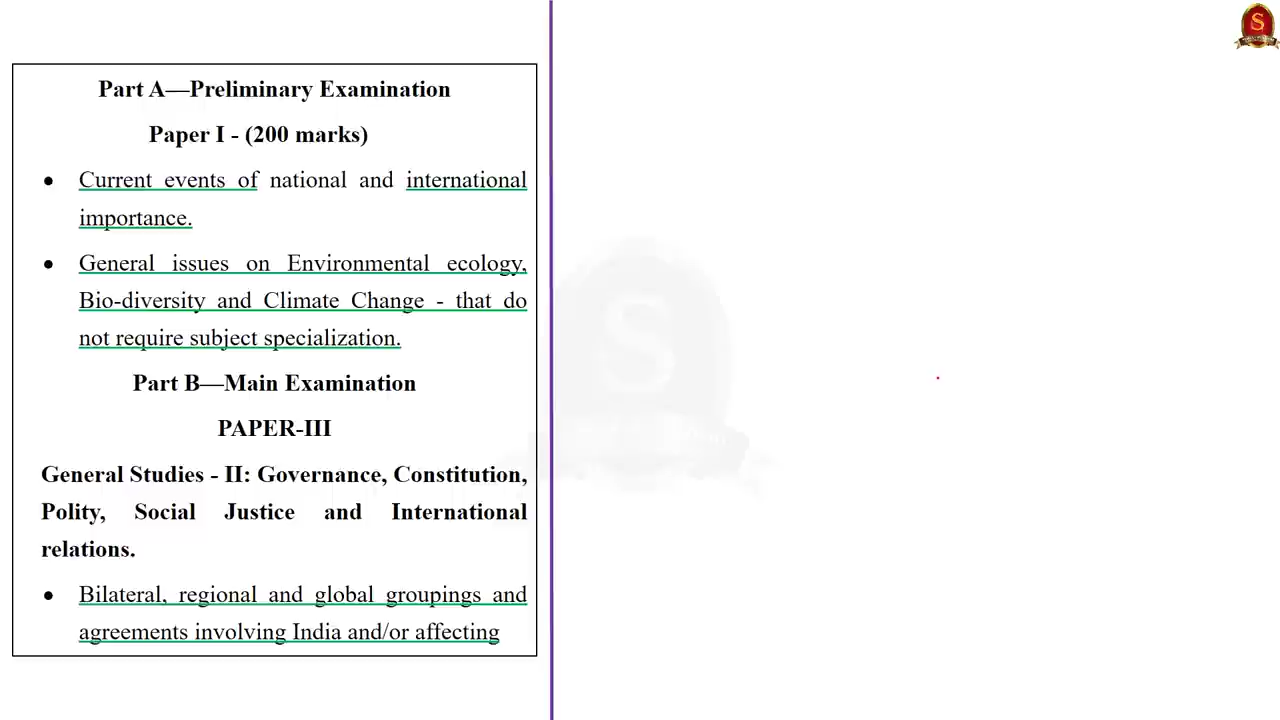 Part A—Preliminary Examination
Paper I - (200 marks)
● Current events of national and international
importance.
● General issues on Environmental ecology,
Bio-diversity and Climate Change - that do
not require subject specialization.
Part B—Main Examination
PAPER-III
General Studies - II: Governance, Constitution,
Polity, Social Justice and International
relations.
● Bilateral, regional and global groupings and
agreements involving India and/or affecting
S
S